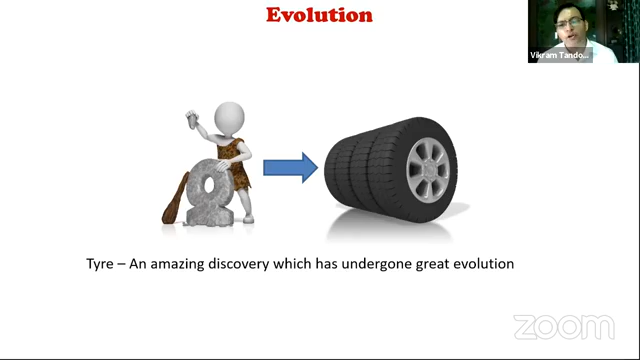 Evolution
Vikram Tando...
Tyre – An amazing discovery which has undergone great evolution
zoom